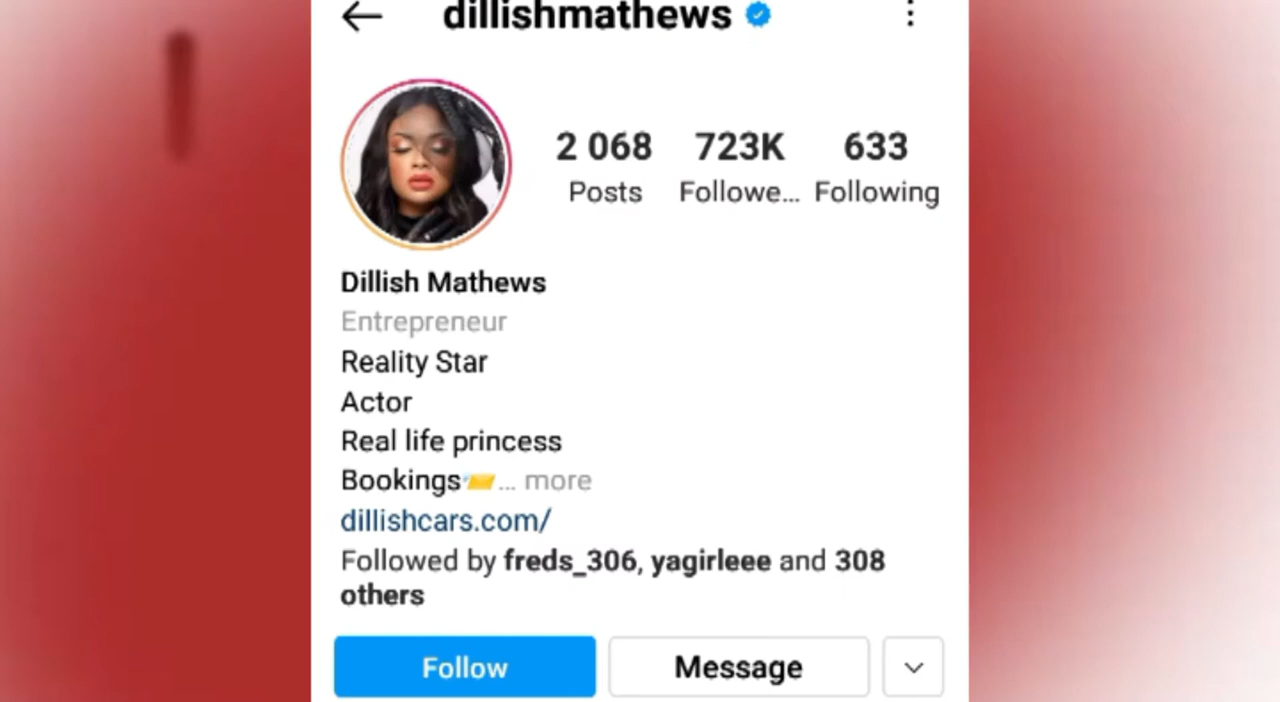 dillishmathews
2 068 723K 633
Posts Followe... Following
Dillish Mathews
Entrepreneur
Reality Star
Actor
Real life princess
Bookings... more
dillishcars.com/
Followed by freds_306, yagirleee and 308
others
Follow Message